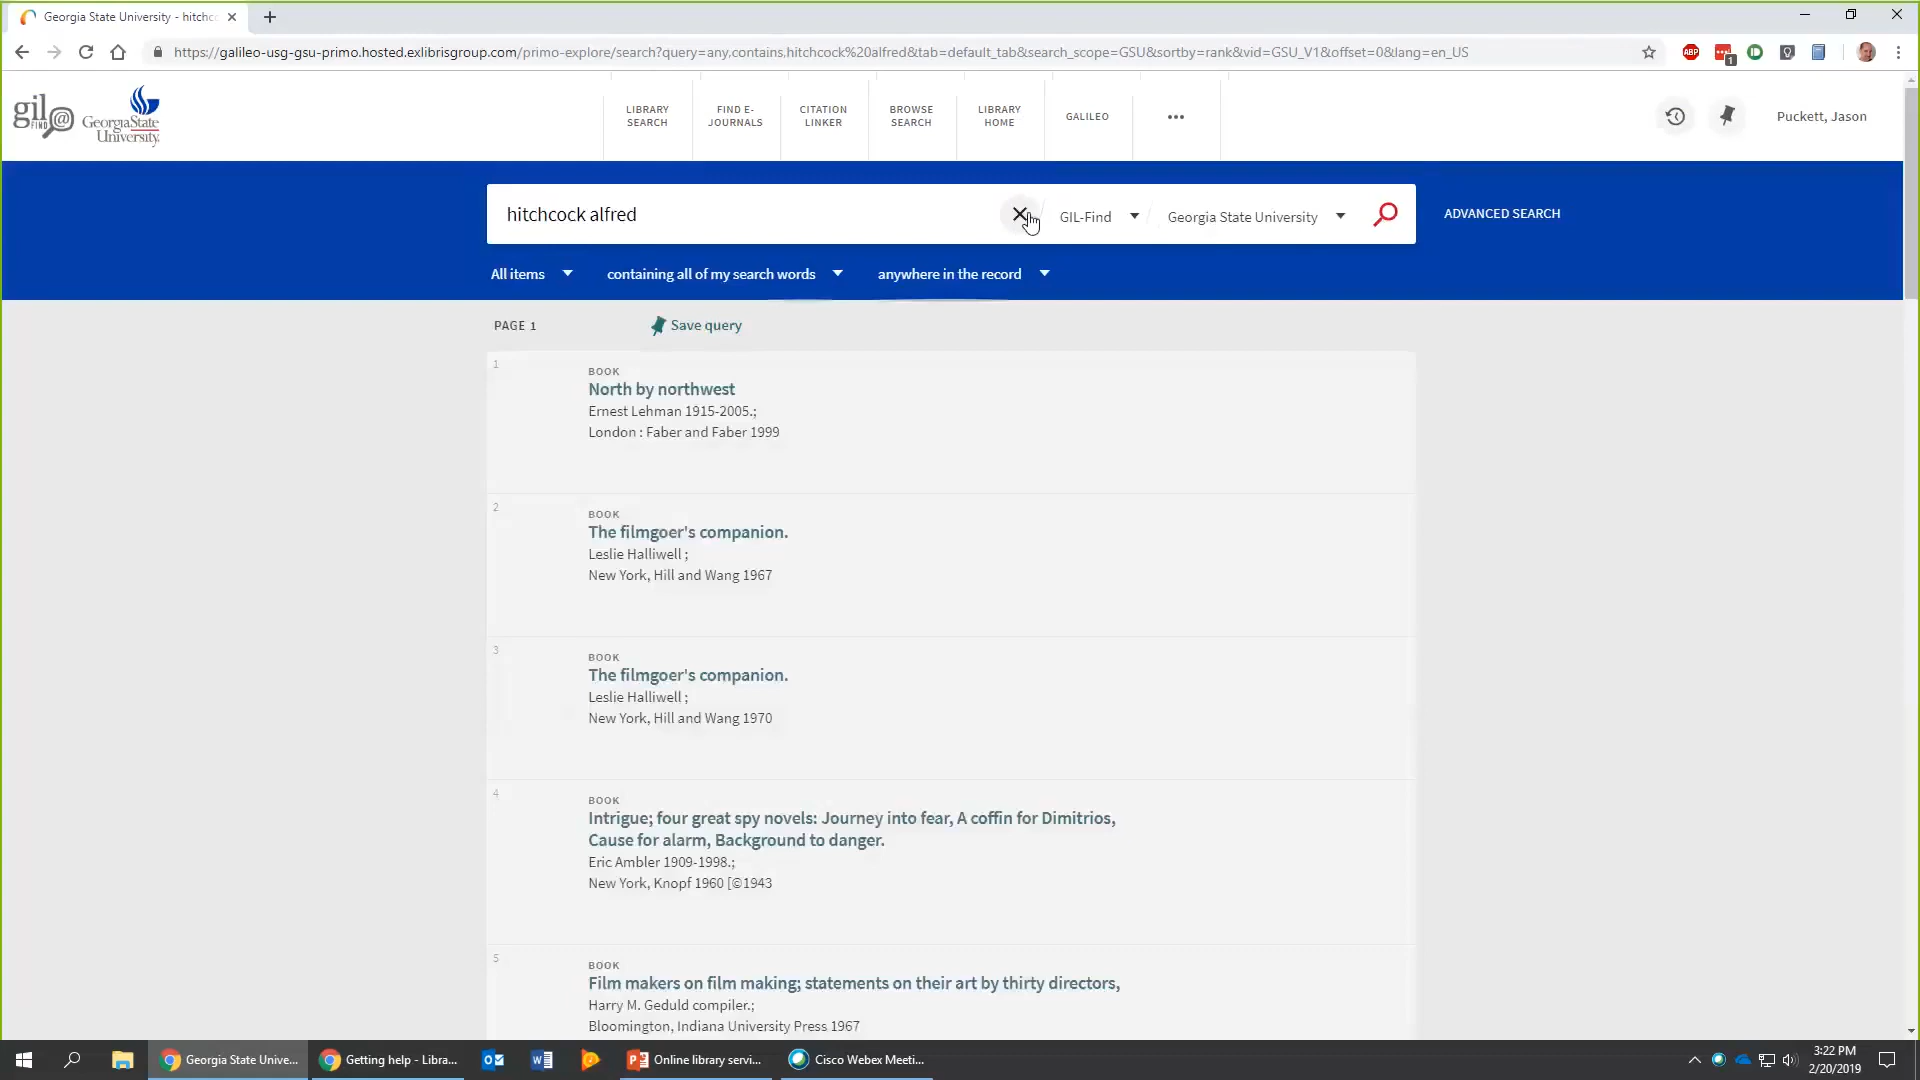 Georgia State University - hitchc
https://galileo-usg-gsu-primo.hosted.exlibrisgroup.com/primo-explore/search?query=any,contains,hitchcock%20alfred&tab=default_tab&search_scope=GSU&sortby=rank&vid=GSU_V1&offset=0&lang=en_US
ABP
1
gil
FIND
@
GeorgiaState
University
LIBRARY
SEARCH
FIND E-
JOURNALS
CITATION
LINKER
BROWSE
SEARCH
LIBRARY
HOME
GALILEO
Puckett, Jason
hitchcock alfred
GIL-Find
Georgia State University
ADVANCED SEARCH
All items
containing all of my search words
anywhere in the record
PAGE 1
Save query
1
BOOK
North by northwest
Ernest Lehman 1915-2005.;
London : Faber and Faber 1999
2
BOOK
The filmgoer's companion.
Leslie Halliwell ;
New York, Hill and Wang 1967
3
BOOK
The filmgoer's companion.
Leslie Halliwell ;
New York, Hill and Wang 1970
4
BOOK
Intrigue; four great spy novels: Journey into fear, A coffin for Dimitrios,
Cause for alarm, Background to danger.
Eric Ambler 1909-1998.;
New York, Knopf 1960 [©1943
5
BOOK
Film makers on film making; statements on their art by thirty directors,
Harry M. Geduld compiler.;
Bloomington, Indiana University Press 1967
Georgia State Unive...
Getting help - Libra...
Online library servi...
Cisco Webex Meeti...
3:22 PM
2/20/2019